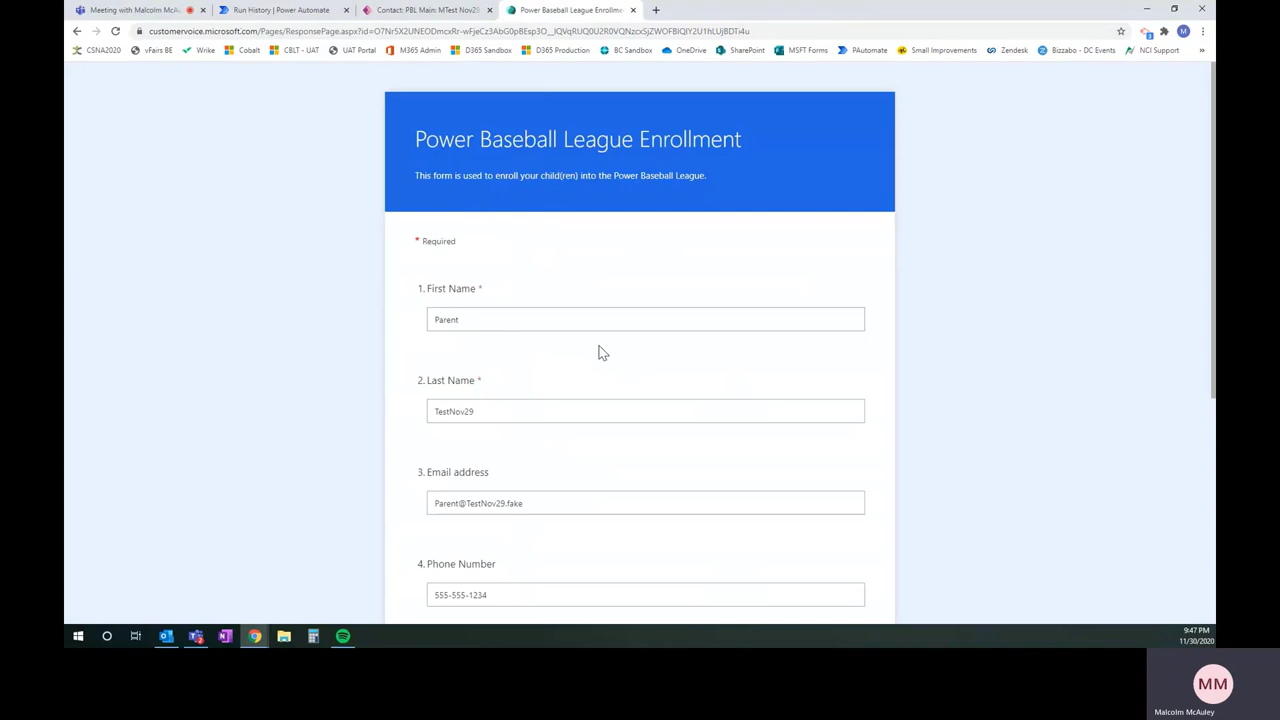 Meeting with Malcolm McAu
Run History | Power Automate
Contact: PBL Main: MTest Nov29
Power Baseball League Enrollme
customervoice.microsoft.com/Pages/ResponsePage.aspx?id=
CSNA2020
vFairs BE
Wrike
Cobalt
CBLT - UAT
UAT Portal
M365 Admin
D365 Sandbox
D365 Production
BC Sandbox
OneDrive
SharePoint
MSFT Forms
PAutomate
Small Improvements
Zendesk
Bizzabo - DC Events
NCI Support
»
Power Baseball League Enrollment
This form is used to enroll your child(ren) into the Power Baseball League.
* Required
1. First Name *
Parent
2. Last Name *
TestNov29
3. Email address
Parent@TestNov29.fake
4. Phone Number
555-555-1234
9:47 PM
11/30/2020
MM
Malcolm McAuley